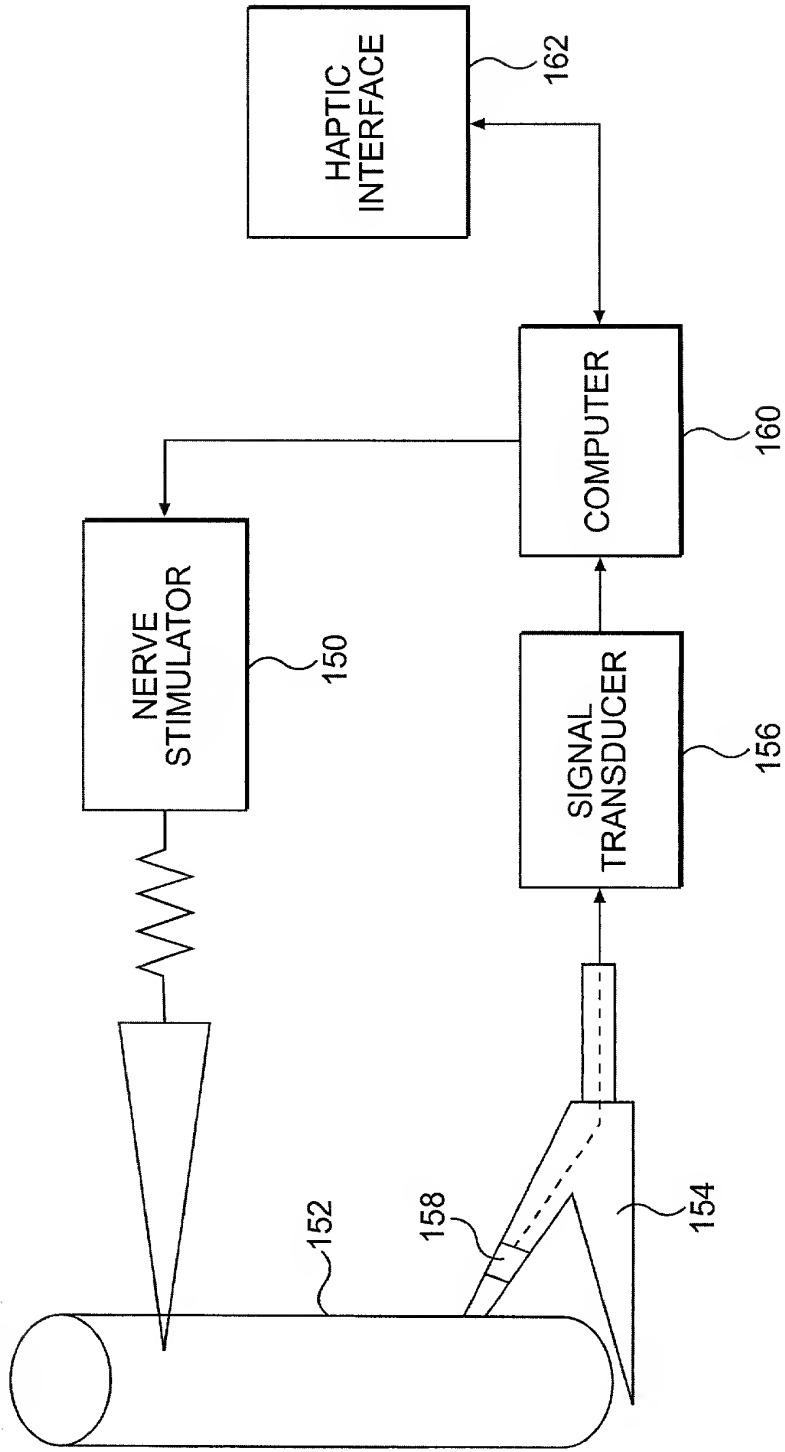 NERVE
STIMULATOR
150
HAPTIC
INTERFACE
162
COMPUTER
160
SIGNAL
TRANSDUCER
156
152
158
154